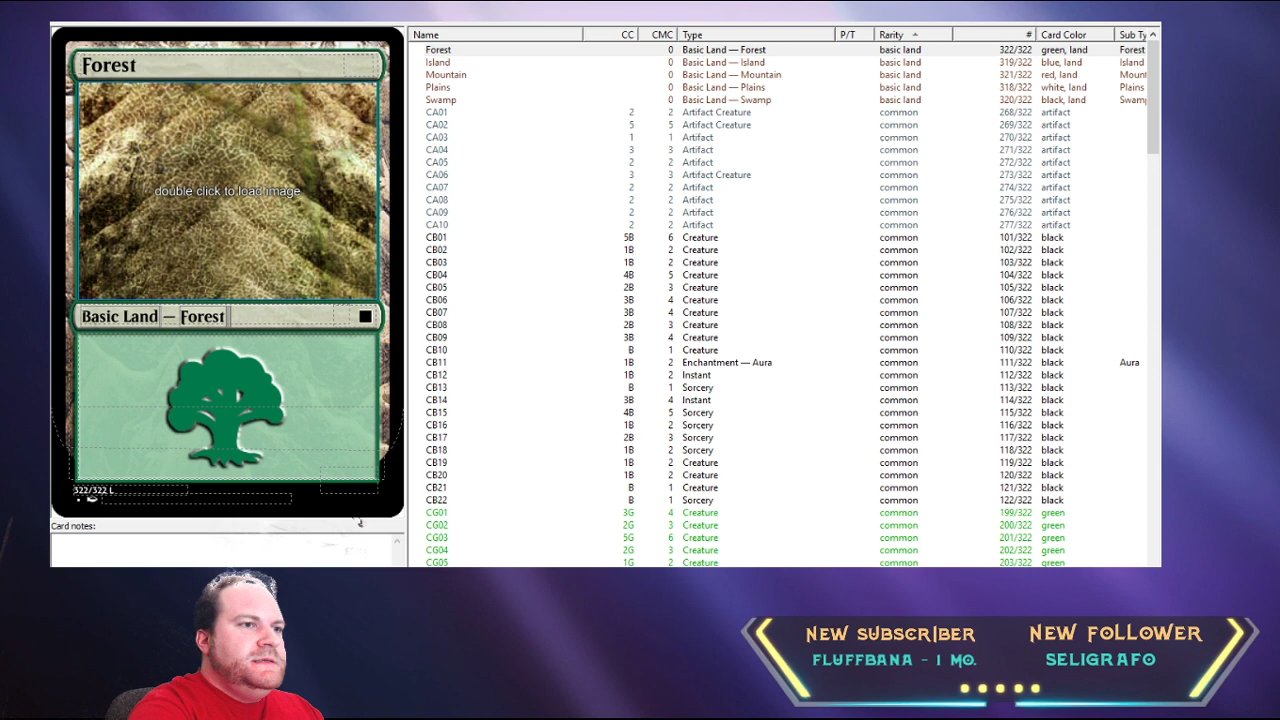 Forest
double click to load image
Basic Land — Forest
322/322 L
Card notes:
Name CC CMC Type P/T Rarity # Card Color Sub Ty
Forest 0 Basic Land — Forest basic land 322/322 green, land Forest
Island 0 Basic Land — Island basic land 319/322 blue, land Island
Mountain 0 Basic Land — Mountain basic land 321/322 red, land Mount
Plains 0 Basic Land — Plains basic land 318/322 white, land Plains
Swamp 0 Basic Land — Swamp basic land 320/322 black, land Swamp
CA01 2 2 Artifact Creature common 268/322 artifact
CA02 5 5 Artifact Creature common 269/322 artifact
CA03 1 1 Artifact common 270/322 artifact
CA04 3 3 Artifact common 271/322 artifact
CA05 2 2 Artifact common 272/322 artifact
CA06 3 3 Artifact Creature common 273/322 artifact
CA07 2 2 Artifact common 274/322 artifact
CA08 2 2 Artifact common 275/322 artifact
CA09 2 2 Artifact common 276/322 artifact
CA10 2 2 Artifact common 277/322 artifact
CB01 5B 6 Creature common 101/322 black
CB02 1B 2 Creature common 102/322 black
CB03 1B 2 Creature common 103/322 black
CB04 4B 5 Creature common 104/322 black
CB05 2B 3 Creature common 105/322 black
CB06 3B 4 Creature common 106/322 black
CB07 3B 4 Creature common 107/322 black
CB08 2B 3 Creature common 108/322 black
CB09 3B 4 Creature common 109/322 black
CB10 B 1 Creature common 110/322 black
CB11 1B 2 Enchantment — Aura common 111/322 black Aura
CB12 1B 2 Instant common 112/322 black
CB13 B 1 Sorcery common 113/322 black
CB14 3B 4 Instant common 114/322 black
CB15 4B 5 Sorcery common 115/322 black
CB16 1B 2 Sorcery common 116/322 black
CB17 2B 3 Sorcery common 117/322 black
CB18 1B 2 Sorcery common 118/322 black
CB19 1B 2 Creature common 119/322 black
CB20 1B 2 Creature common 120/322 black
CB21 B 1 Creature common 121/322 black
CB22 B 1 Sorcery common 122/322 black
CG01 3G 4 Creature common 199/322 green
CG02 2G 3 Creature common 200/322 green
CG03 5G 6 Creature common 201/322 green
CG04 2G 3 Creature common 202/322 green
CG05 1G 2 Creature common 203/322 green
NEW SUBSCRIBER
FLUFFBANA - 1 MO.
NEW FOLLOWER
SELIGRAFO